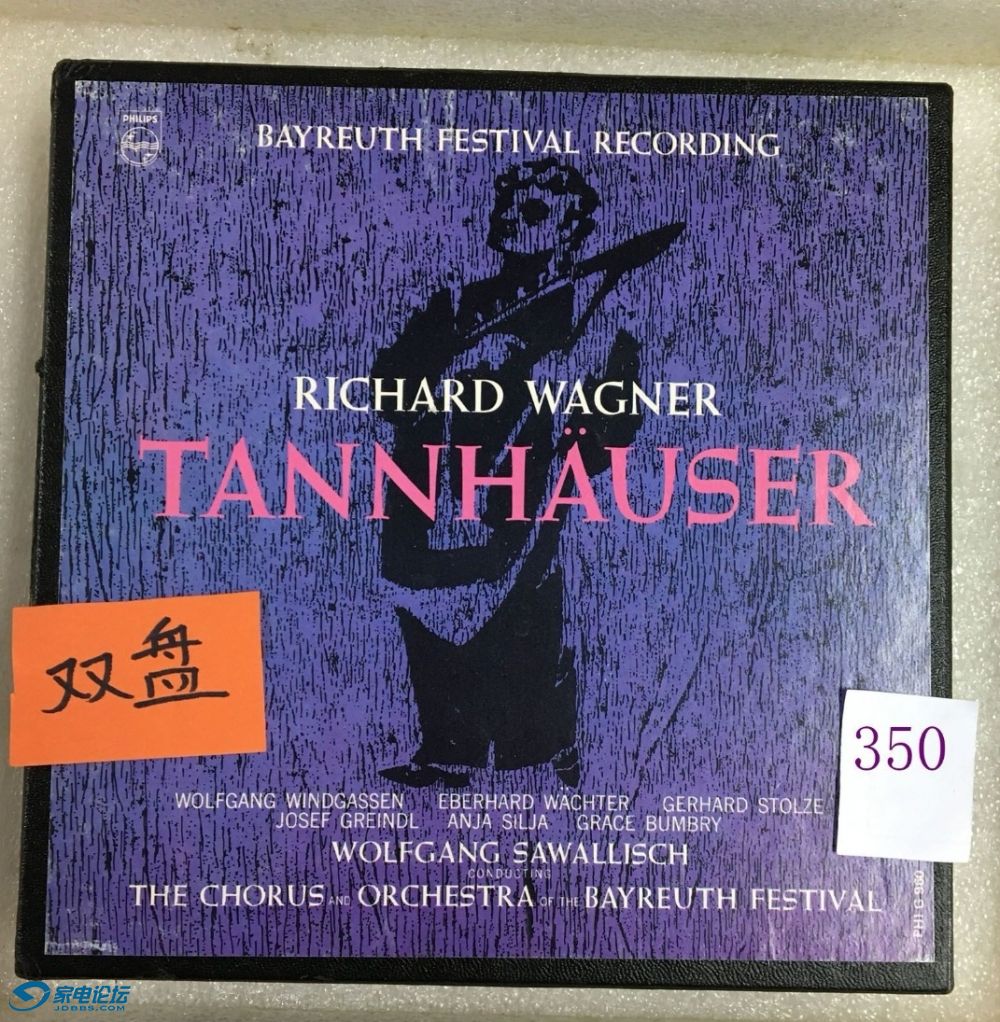 PHILIPS
BAYREUTH FESTIVAL RECORDING
RICHARD WAGNER
TANNHÄUSER
双盘
350
WOLFGANG WINDGASSEN EBERHARD WÄCHTER GERHARD STOLZE
JOSEF GREINDL ANJA SILJA GRACE BUMBRY
WOLFGANG SAWALLISCH
CONDUCTING
THE CHORUS AND ORCHESTRA OF THE BAYREUTH FESTIVAL
家电论坛
JDBBS.COM